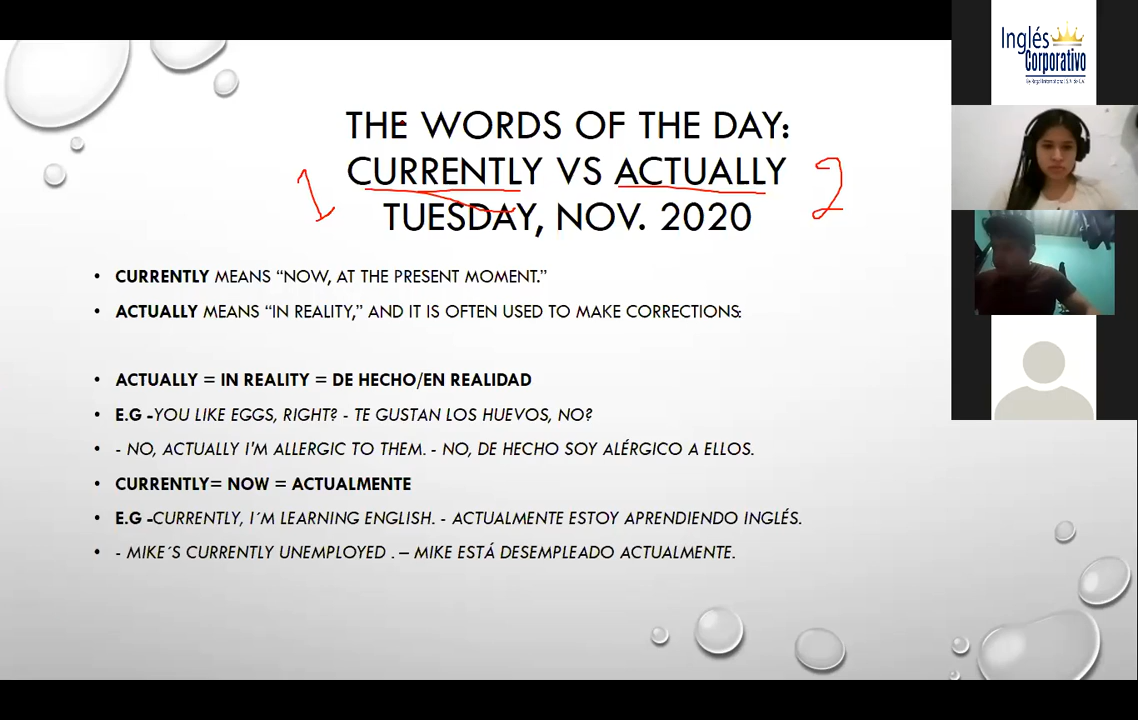 THE WORDS OF THE DAY:
1 CURRENTLY VS ACTUALLY 2
TUESDAY, NOV. 2020
• CURRENTLY MEANS “NOW, AT THE PRESENT MOMENT.”
• ACTUALLY MEANS “IN REALITY,” AND IT IS OFTEN USED TO MAKE CORRECTIONS:
• ACTUALLY = IN REALITY = DE HECHO/EN REALIDAD
• E.G -YOU LIKE EGGS, RIGHT? - TE GUSTAN LOS HUEVOS, NO?
• - NO, ACTUALLY I'M ALLERGIC TO THEM. - NO, DE HECHO SOY ALÉRGICO A ELLOS.
• CURRENTLY= NOW = ACTUALMENTE
• E.G -CURRENTLY, I´M LEARNING ENGLISH. - ACTUALMENTE ESTOY APRENDIENDO INGLÉS.
• - MIKE´S CURRENTLY UNEMPLOYED . – MIKE ESTÁ DESEMPLEADO ACTUALMENTE.
Inglés
Corporativo